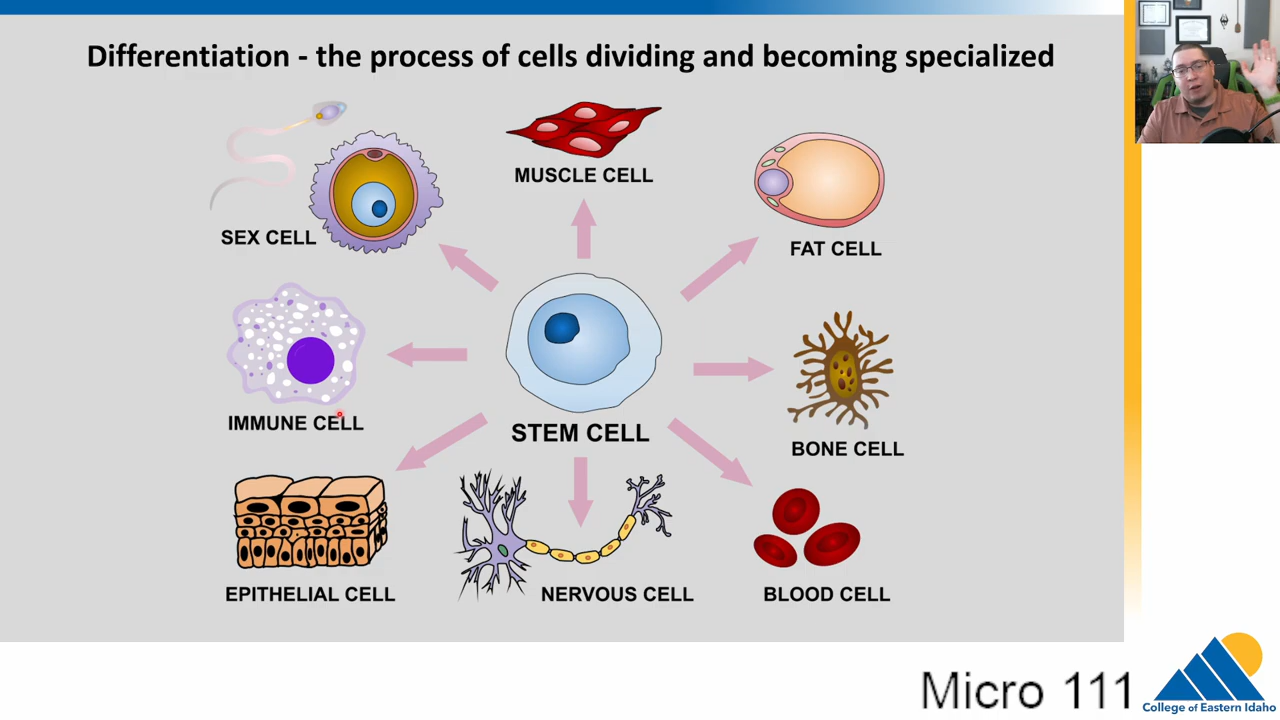 Differentiation - the process of cells dividing and becoming specialized
MUSCLE CELL
SEX CELL
FAT CELL
IMMUNE CELL
STEM CELL
BONE CELL
EPITHELIAL CELL
NERVOUS CELL
BLOOD CELL
Micro 111
College of Eastern Idaho